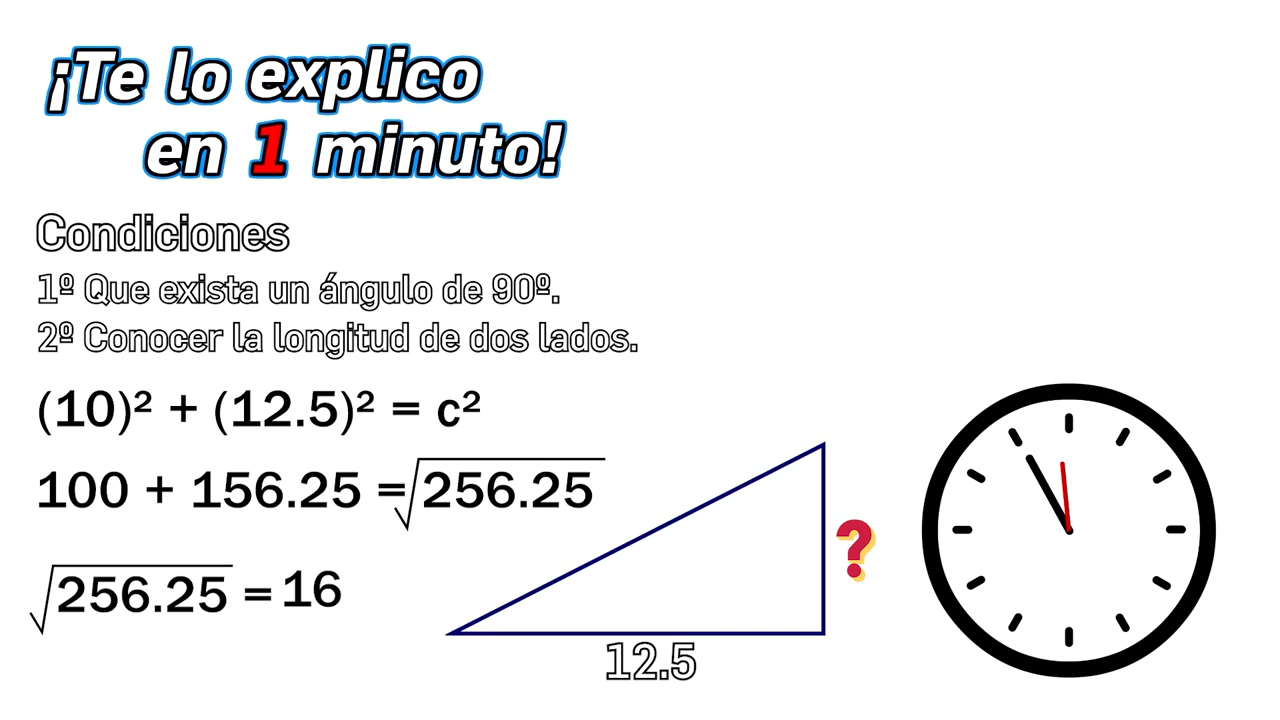 ¡Te lo explico
en 1 minuto!
Condiciones
1º Que exista un ángulo de 90º.
2º Conocer la longitud de dos lados.
(10)² + (12.5)² = c²
100 + 156.25 =√256.25
√256.25 = 16
?
12.5